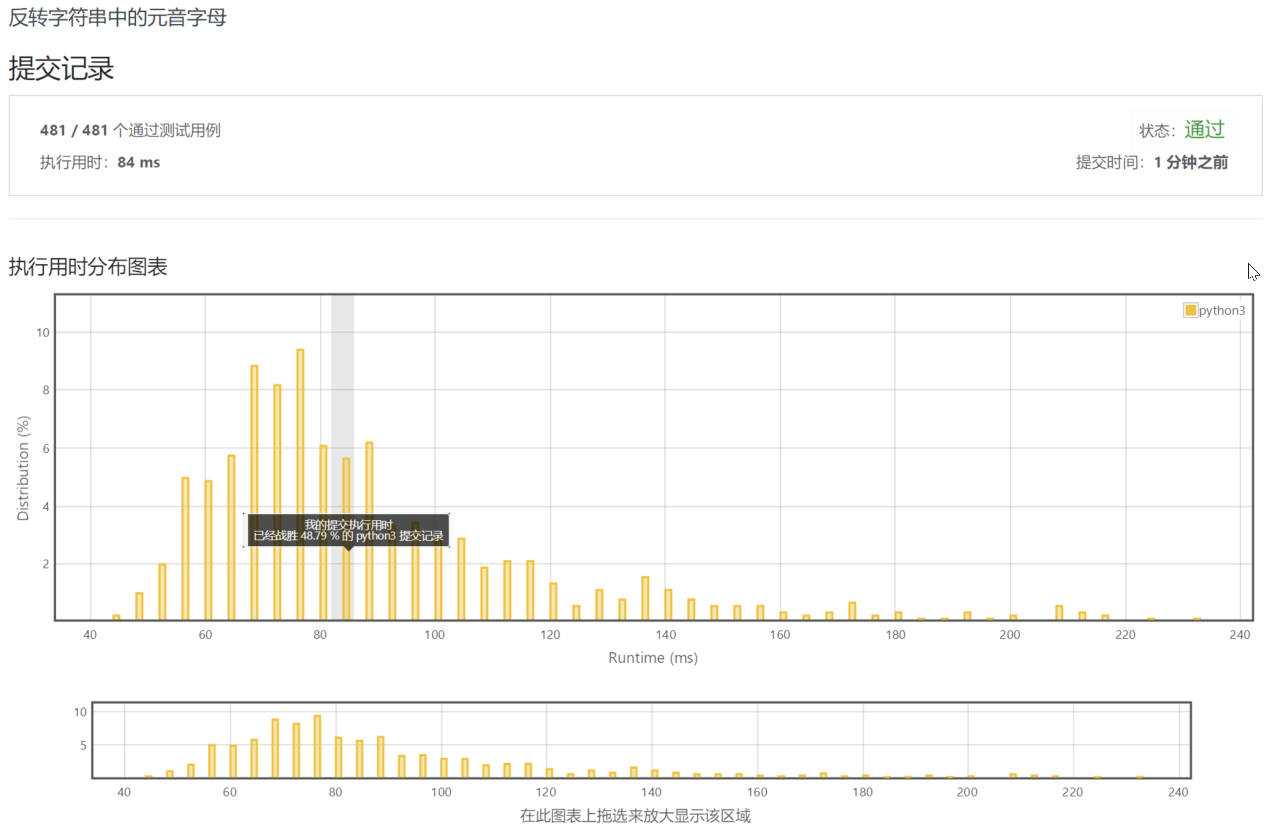 反转字符串中的元音字母
提交记录
481 / 481 个通过测试用例
状态：通过
执行用时：84 ms
提交时间：1 分钟之前
执行用时分布图表
python3
Distribution (%)
10
8
6
4
2
我的提交执行用时
已经战胜 48.79 % 的 python3 提交记录
40 60 80 100 120 140 160 180 200 220 240
Runtime (ms)
10
5
40 60 80 100 120 140 160 180 200 220 240
在此图表上拖选来放大显示该区域